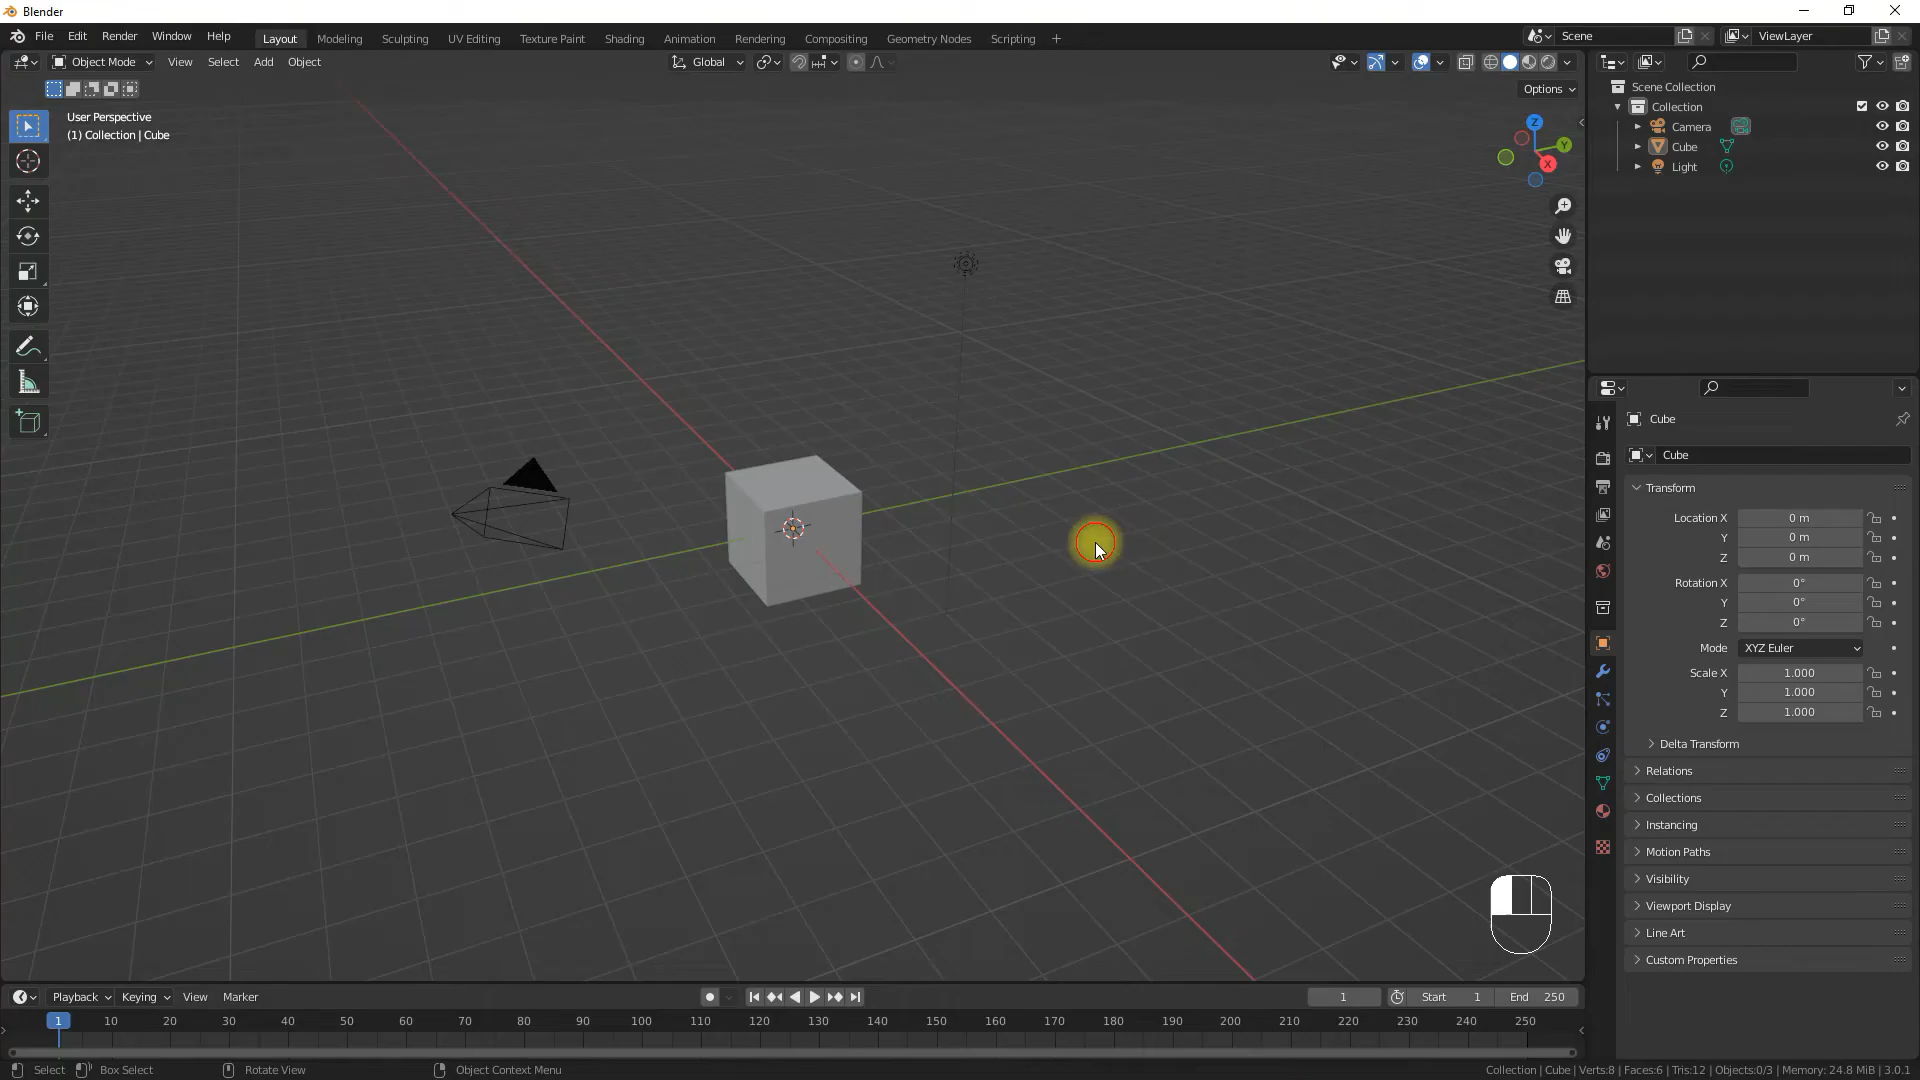 Blender
File Edit Render Window Help
Layout Modeling Sculpting UV Editing Texture Paint Shading Animation Rendering Compositing Geometry Nodes Scripting +
Scene
ViewLayer
Object Mode View Select Add Object
Global
Options
User Perspective
(1) Collection | Cube
Z
Y
X
Scene Collection
Collection
Camera
Cube
Light
Cube
Cube
Transform
Location X 0 m
Y 0 m
Z 0 m
Rotation X 0°
Y 0°
Z 0°
Mode XYZ Euler
Scale X 1.000
Y 1.000
Z 1.000
Delta Transform
Relations
Collections
Instancing
Motion Paths
Visibility
Viewport Display
Line Art
Custom Properties
Playback Keying View Marker
1 Start 1 End 250
1 10 20 30 40 50 60 70 80 90 100 110 120 130 140 150 160 170 180 190 200 210 220 230 240 250
Select Box Select Rotate View Object Context Menu
Collection | Cube | Verts:8 | Faces:6 | Tris:12 | Objects:0/3 | Memory: 24.8 MiB | 3.0.1